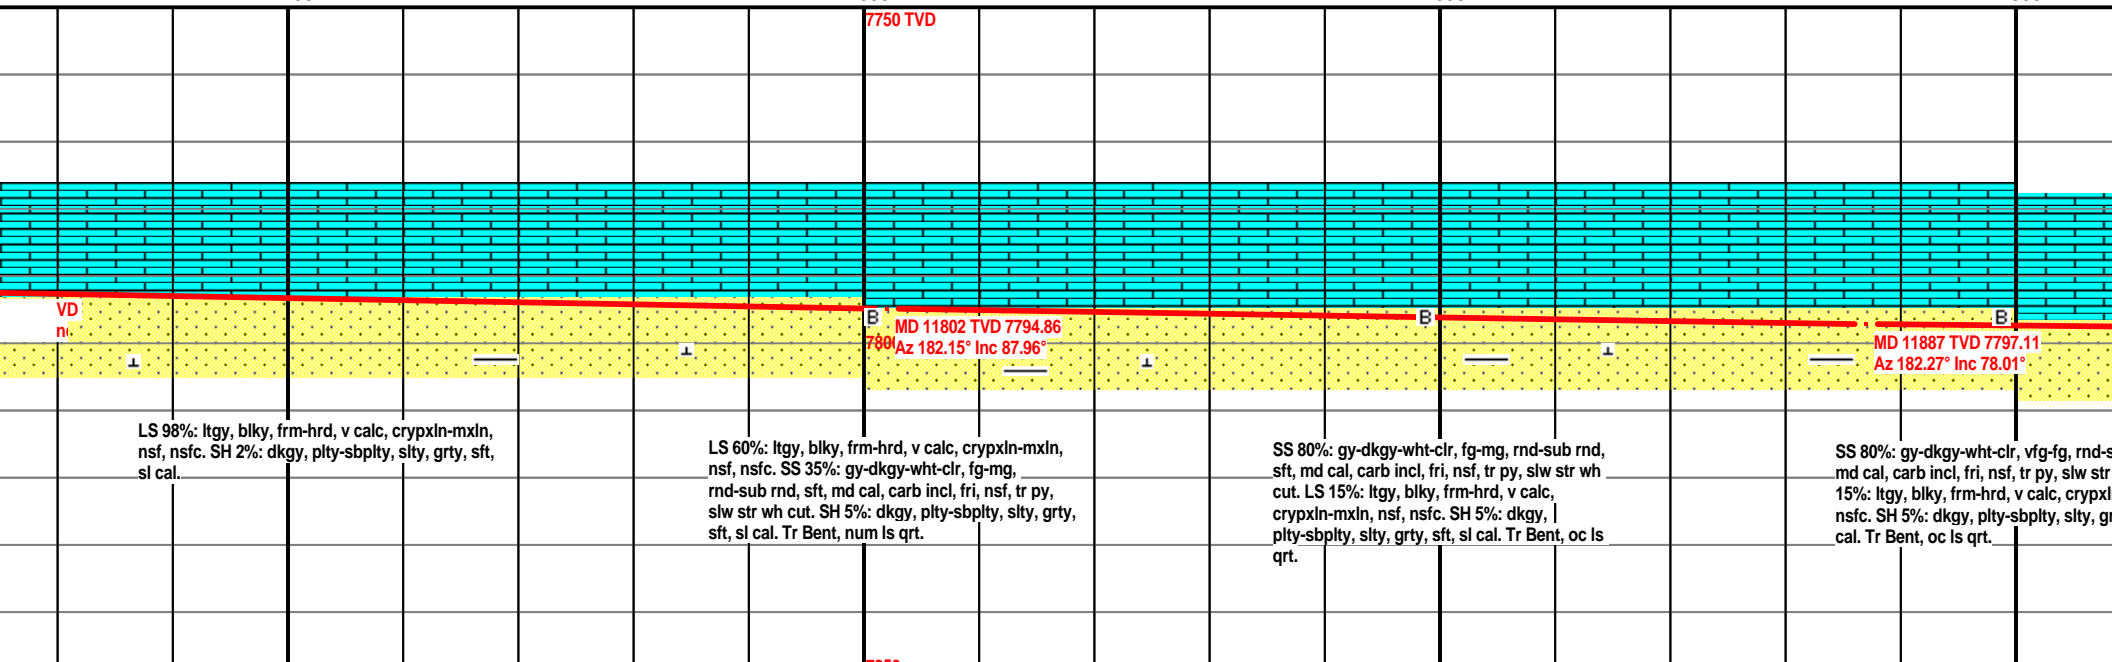 7750 TVD
VD
B
B
B
MD 11802 TVD 7794.86
Az 182.15° Inc 87.96°
MD 11887 TVD 7797.11
Az 182.27° Inc 78.01°
LS 98%: ltgy, blky, frm-hrd, v calc, crypxln-mxln,
nsf, nsfc. SH 2%: dkgy, plty-sbplty, slty, grty, sft,
sl cal.
LS 60%: ltgy, blky, frm-hrd, v calc, crypxln-mxln,
nsf, nsfc. SS 35%: gy-dkgy-wht-clr, fg-mg,
rnd-sub rnd, sft, md cal, carb incl, fri, nsf, tr py,
slw str wh cut. SH 5%: dkgy, plty-sbplty, slty, grty,
sft, sl cal. Tr Bent, num ls qrt.
SS 80%: gy-dkgy-wht-clr, fg-mg, rnd-sub rnd,
sft, md cal, carb incl, fri, nsf, tr py, slw str wh
cut. LS 15%: ltgy, blky, frm-hrd, v calc,
crypxln-mxln, nsf, nsfc. SH 5%: dkgy,
plty-sbplty, slty, grty, sft, sl cal. Tr Bent, oc ls
qrt.
SS 80%: gy-dkgy-wht-clr, vfg-fg,
md cal, carb incl, fri, nsf, tr py, slw str
15%: ltgy, blky, frm-hrd, v calc,
nsfc. SH 5%: dkgy, plty-sbplty, slty,
cal. Tr Bent, oc ls qrt.